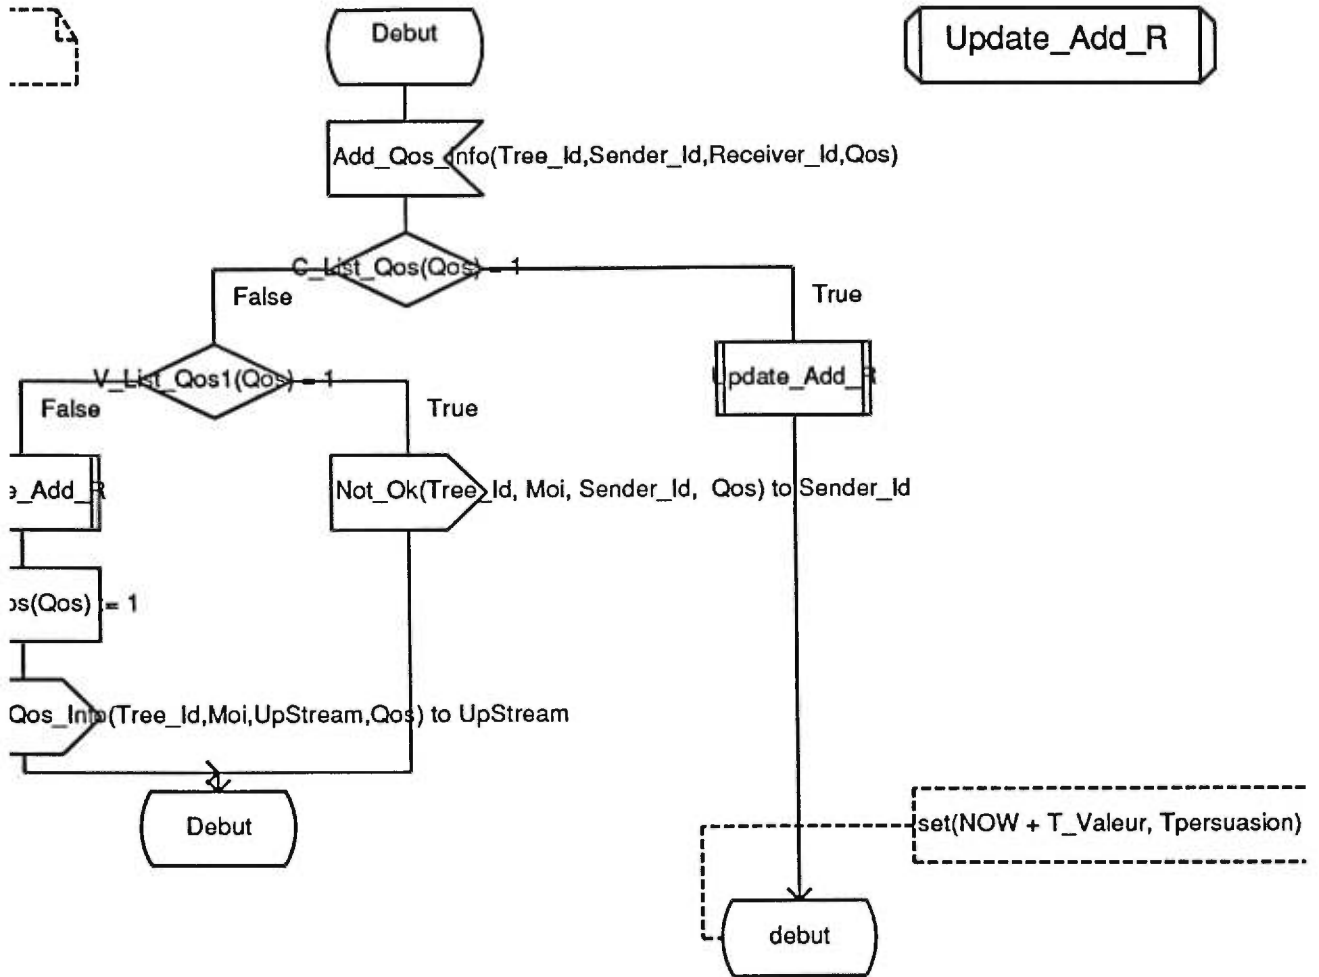 Debut
Update_Add_R
Add_Qos_Info(Tree_Id,Sender_Id,Receiver_Id,Qos)
C_List_Qos(Qos) = 1
False
True
V_List_Qos1(Qos) = 1
Update_Add_R
False
True
e_Add_R
Not_Ok(Tree_Id, Moi, Sender_Id, Qos) to Sender_Id
os(Qos) = 1
Qos_Info(Tree_Id,Moi,UpStream,Qos) to UpStream
Debut
set(NOW + T_Valeur, Tpersuasion)
debut